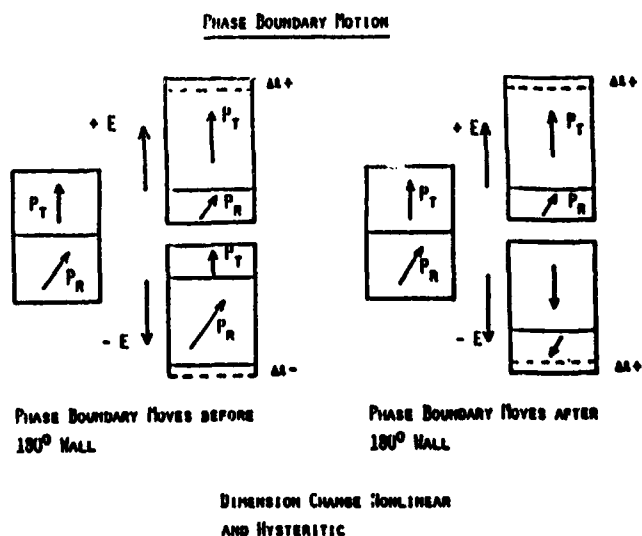 PHASE BOUNDARY MOTION
Δℓ+
+ E
P_T
P_R
P_T
P_R
P_T
P_R
- E
Δℓ-
PHASE BOUNDARY MOVES BEFORE
180° WALL
Δℓ+
+ E
P_T
P_R
P_T
P_R
- E
Δℓ+
PHASE BOUNDARY MOVES AFTER
180° WALL
DIMENSION CHANGE NONLINEAR
AND HYSTERITIC